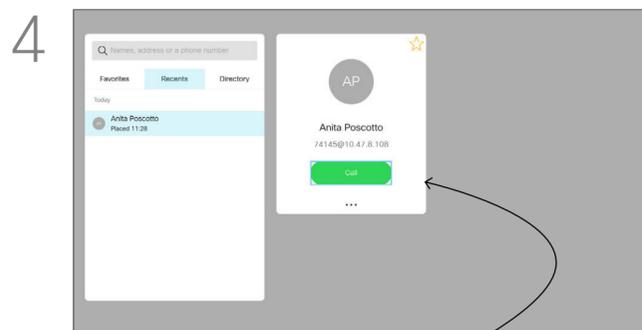 4
Names, address or a phone number
Favorites Recents Directory
Today
AP Anita Poscotto
Placed 11:28
AP
Anita Poscotto
74145@10.47.8.108
Call
...